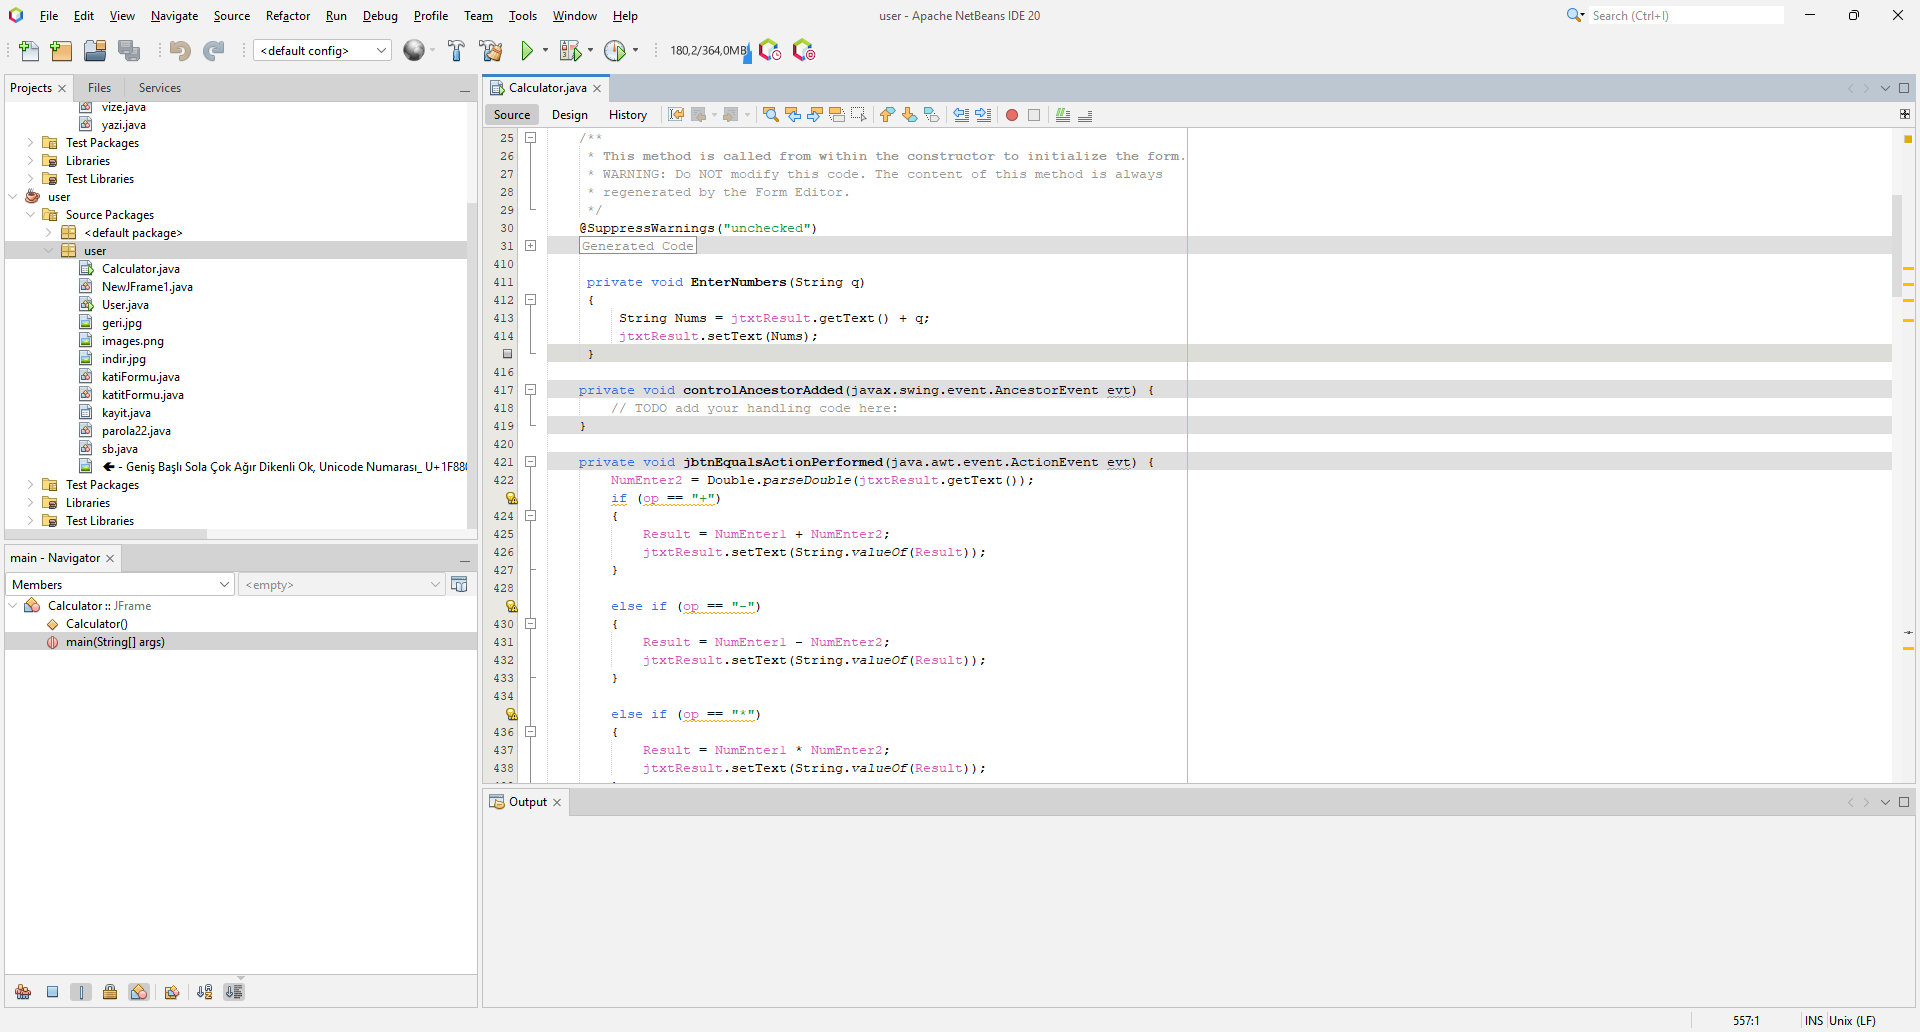 File Edit View Navigate Source Refactor Run Debug Profile Team Tools Window Help
user - Apache NetBeans IDE 20
Search (Ctrl+I)
<default config>
180,2/364,0MB
Projects Files Services
vize.java
yazi.java
Test Packages
Libraries
Test Libraries
user
Source Packages
<default package>
user
Calculator.java
NewJFrame1.java
User.java
geri.jpg
images.png
indir.jpg
katiFormu.java
katitFormu.java
kayit.java
parola22.java
sb.java
🡸 - Geniş Başlı Sola Çok Ağır Dikenli Ok, Unicode Numarası_ U+1F880
Test Packages
Libraries
Test Libraries
main - Navigator
Members
<empty>
Calculator :: JFrame
Calculator()
main(String[] args)
Calculator.java
Source Design History
25 /**
26 * This method is called from within the constructor to initialize the form.
27 * WARNING: Do NOT modify this code. The content of this method is always
28 * regenerated by the Form Editor.
29 */
30 @SuppressWarnings("unchecked")
31 Generated Code
410
411 private void EnterNumbers(String q)
412 {
413 String Nums = jtxtResult.getText() + q;
414 jtxtResult.setText(Nums);
}
416
417 private void controlAncestorAdded(javax.swing.event.AncestorEvent evt) {
418 // TODO add your handling code here:
419 }
420
421 private void jbtnEqualsActionPerformed(java.awt.event.ActionEvent evt) {
422 NumEnter2 = Double.parseDouble(jtxtResult.getText());
if (op == "+")
424 {
425 Result = NumEnter1 + NumEnter2;
426 jtxtResult.setText(String.valueOf(Result));
427 }
428
else if (op == "-")
430 {
431 Result = NumEnter1 - NumEnter2;
432 jtxtResult.setText(String.valueOf(Result));
433 }
434
else if (op == "*")
436 {
437 Result = NumEnter1 * NumEnter2;
438 jtxtResult.setText(String.valueOf(Result));
Output
557:1 INS Unix (LF)